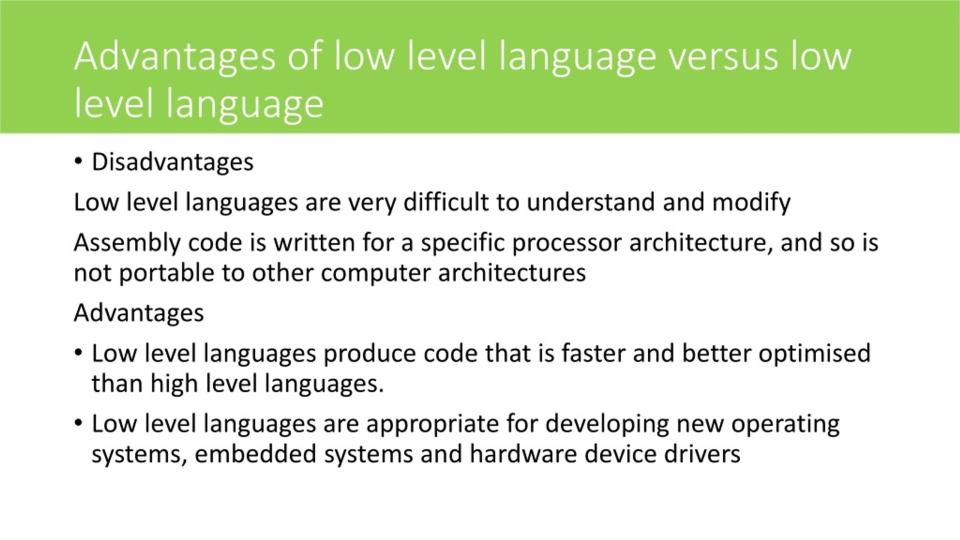 Advantages of low level language versus low
level language
• Disadvantages
Low level languages are very difficult to understand and modify
Assembly code is written for a specific processor architecture, and so is
not portable to other computer architectures
Advantages
• Low level languages produce code that is faster and better optimised
than high level languages.
• Low level languages are appropriate for developing new operating
systems, embedded systems and hardware device drivers